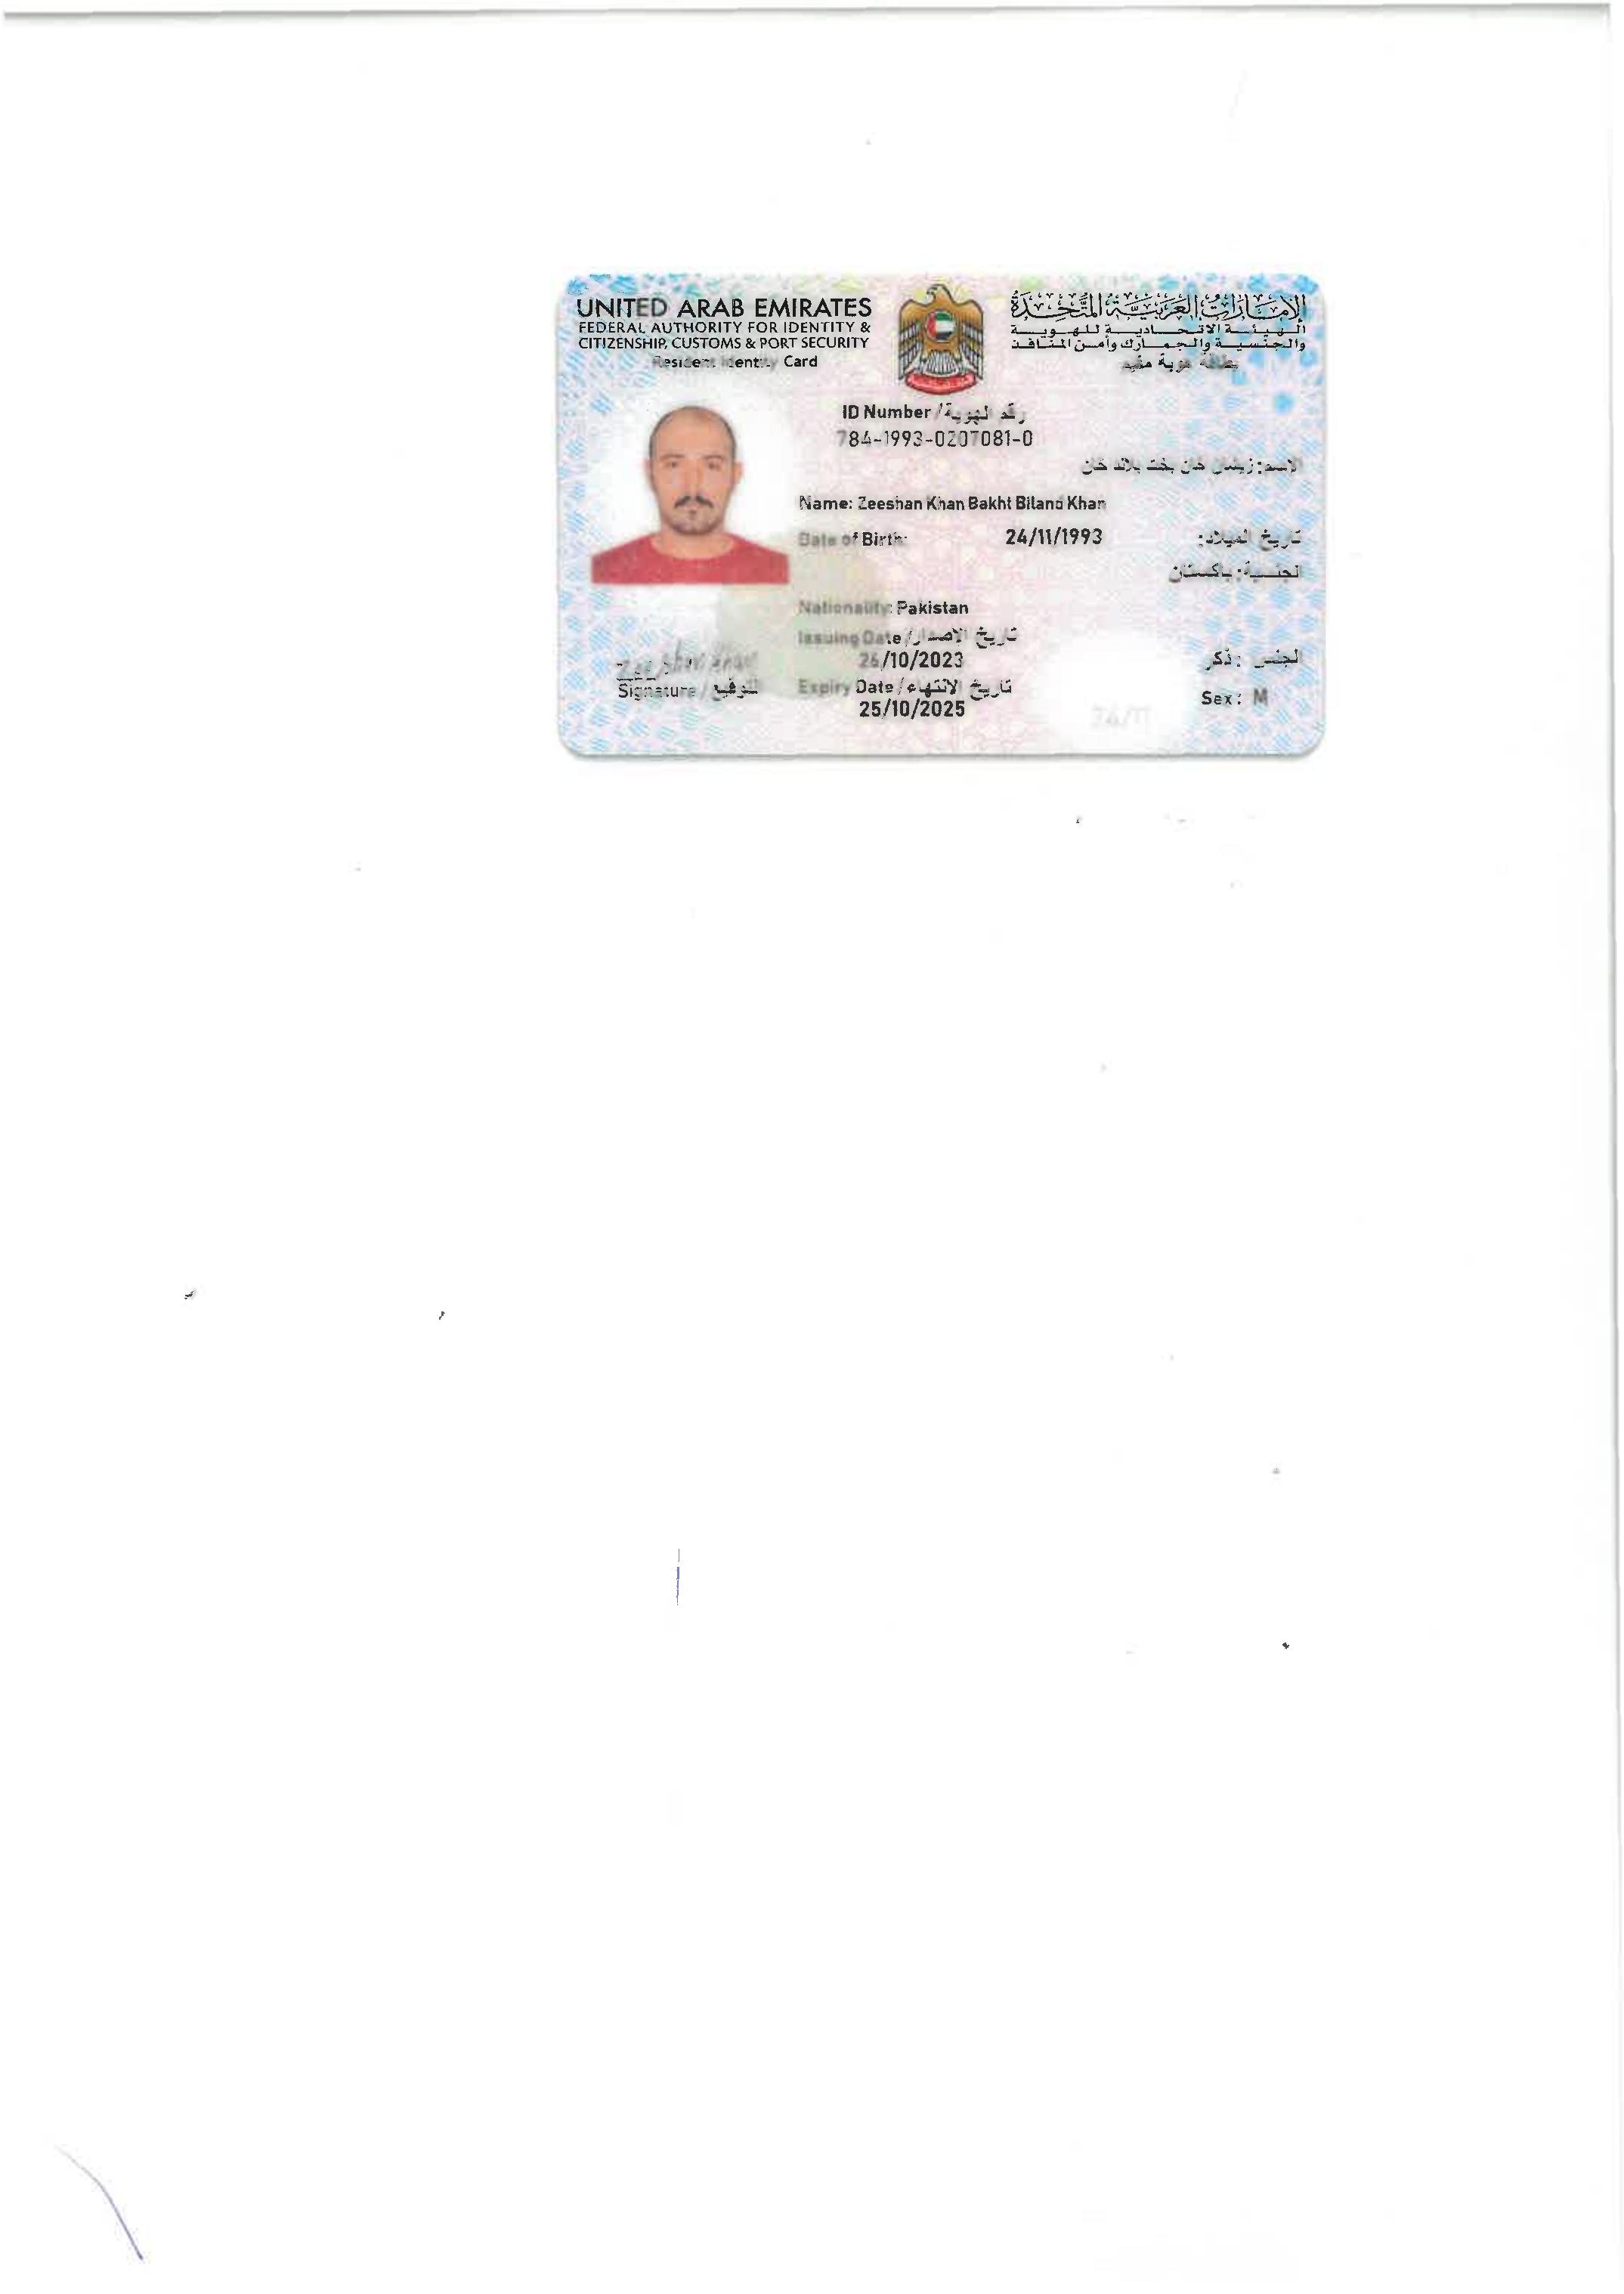 UNITED ARAB EMIRATES
FEDERAL AUTHORITY FOR IDENTITY &
CITIZENSHIP, CUSTOMS & PORT SECURITY
Resident Identity Card
الإمارات العربية المتحدة
الهيئة الاتحادية للهوية
والجنسية والجمارك وأمن المنافذ
بطاقة هوية مقيم
ID Number / رقم الهوية
784-1993-0207081-0
الاسم: زيشان خان بخت بلاند خان
Name: Zeeshan Khan Bakht Biland Khan
Date of Birth: 24/11/1993 تاريخ الميلاد:
الجنسية: باكستان
Nationality: Pakistan
Issuing Date / تاريخ الاصدار
26/10/2023
الجنس: ذكر
Signature / التوقيع
Expiry Date / تاريخ الانتهاء
25/10/2025
Sex: M